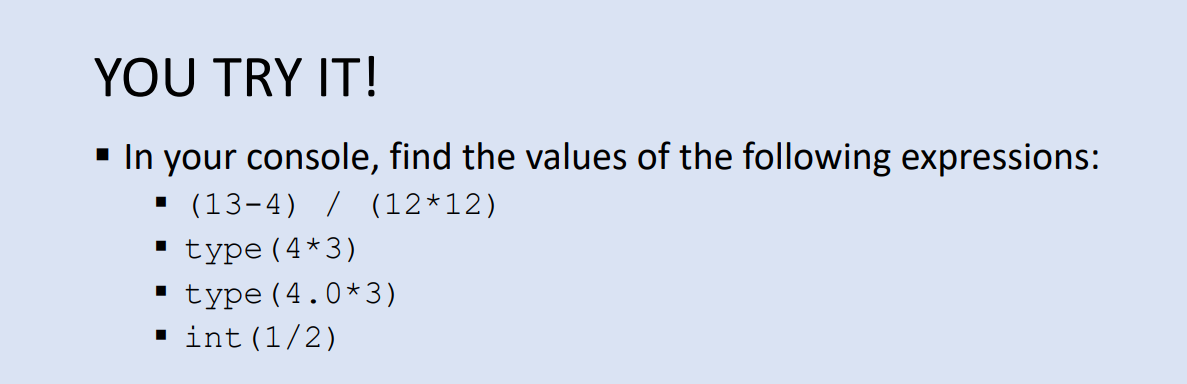 YOU TRY IT!
▪ In your console, find the values of the following expressions:
▪ (13-4) / (12*12)
▪ type(4*3)
▪ type(4.0*3)
▪ int(1/2)